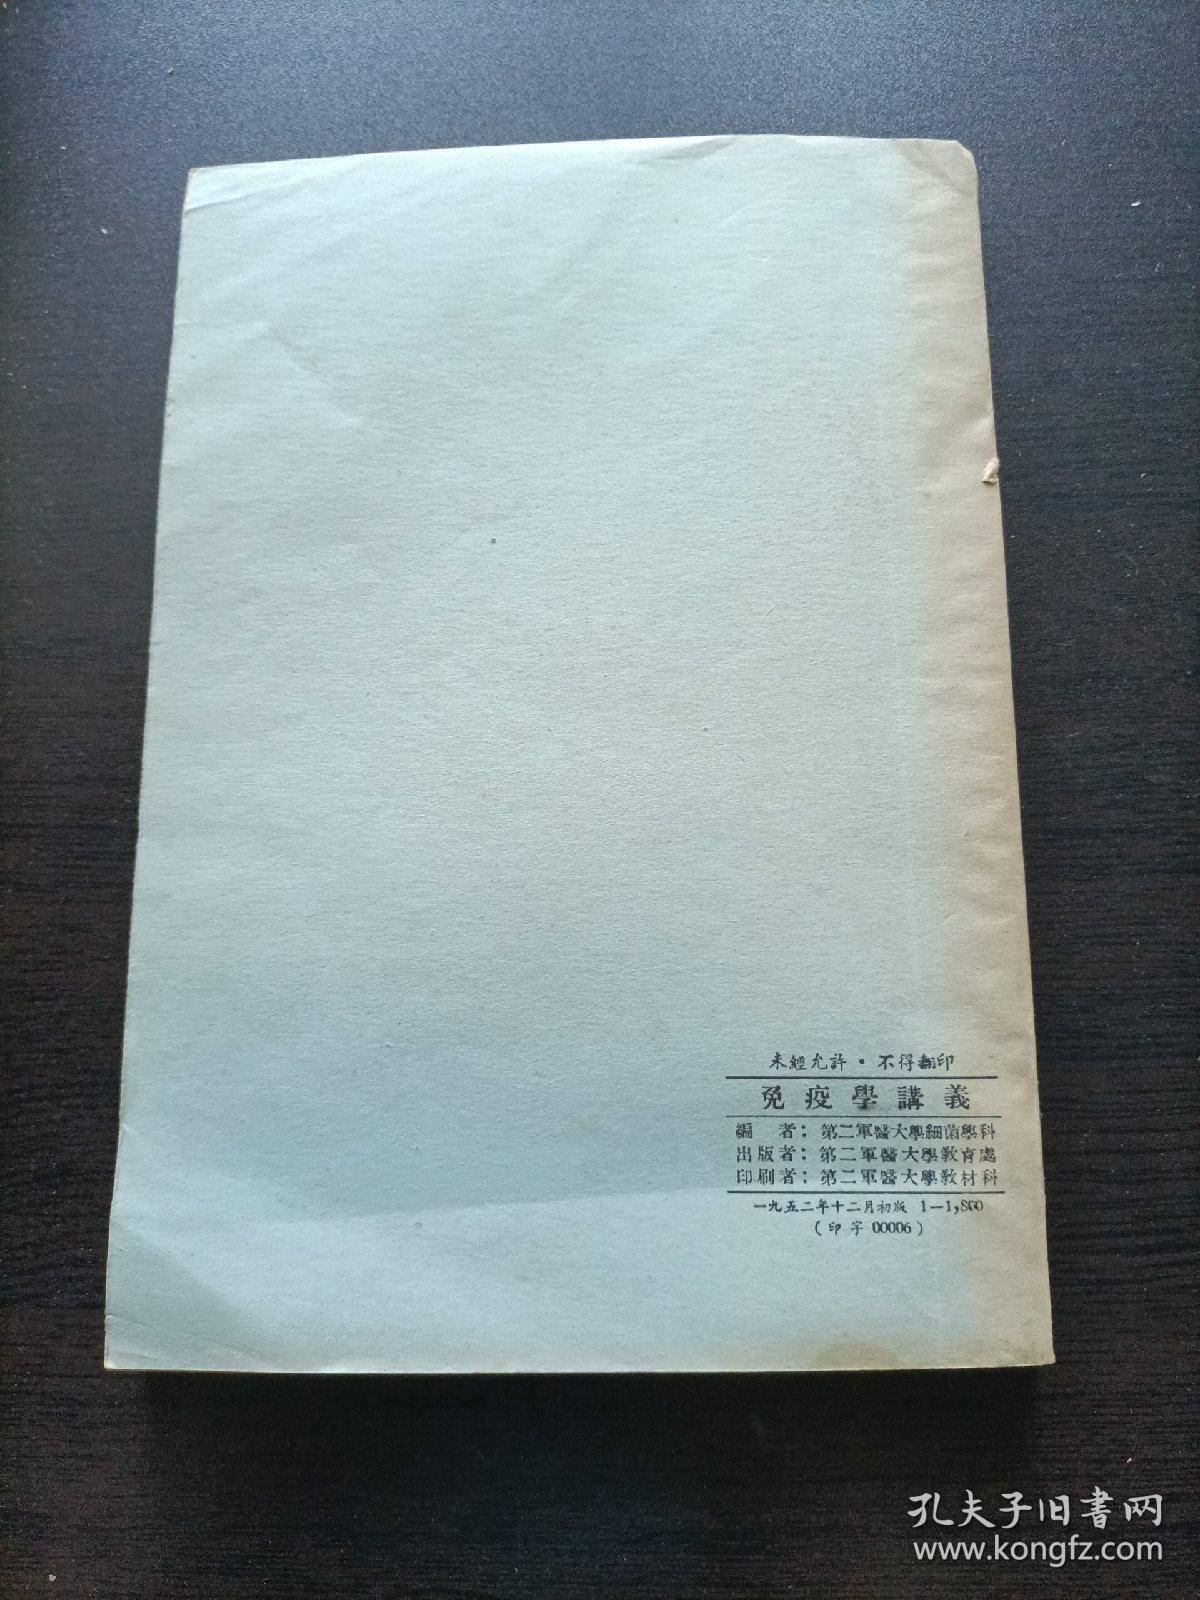 未經允許・不得翻印
免疫學講義
編　者：第二軍醫大學細菌學科
出版者：第二軍醫大學教育處
印刷者：第二軍醫大學教材科
一九五二年十二月初版 1—1,800
（印字 00006）
孔夫子旧書网
www.kongfz.com